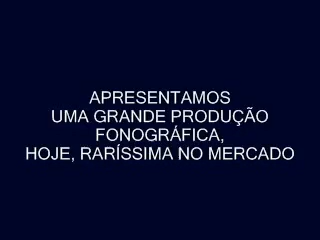 APRESENTAMOS
UMA GRANDE PRODUÇÃO
FONOGRÁFICA,
HOJE, RARÍSSIMA NO MERCADO